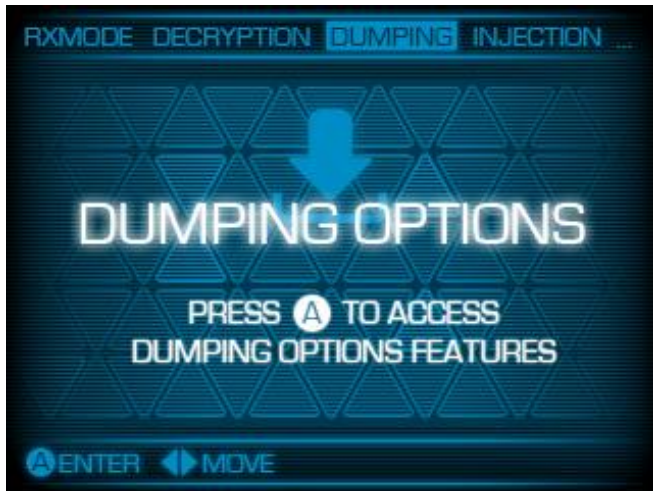 RXMODE DECRYPTION DUMPING INJECTION ...
DUMPING OPTIONS
PRESS A TO ACCESS
DUMPING OPTIONS FEATURES
A ENTER MOVE